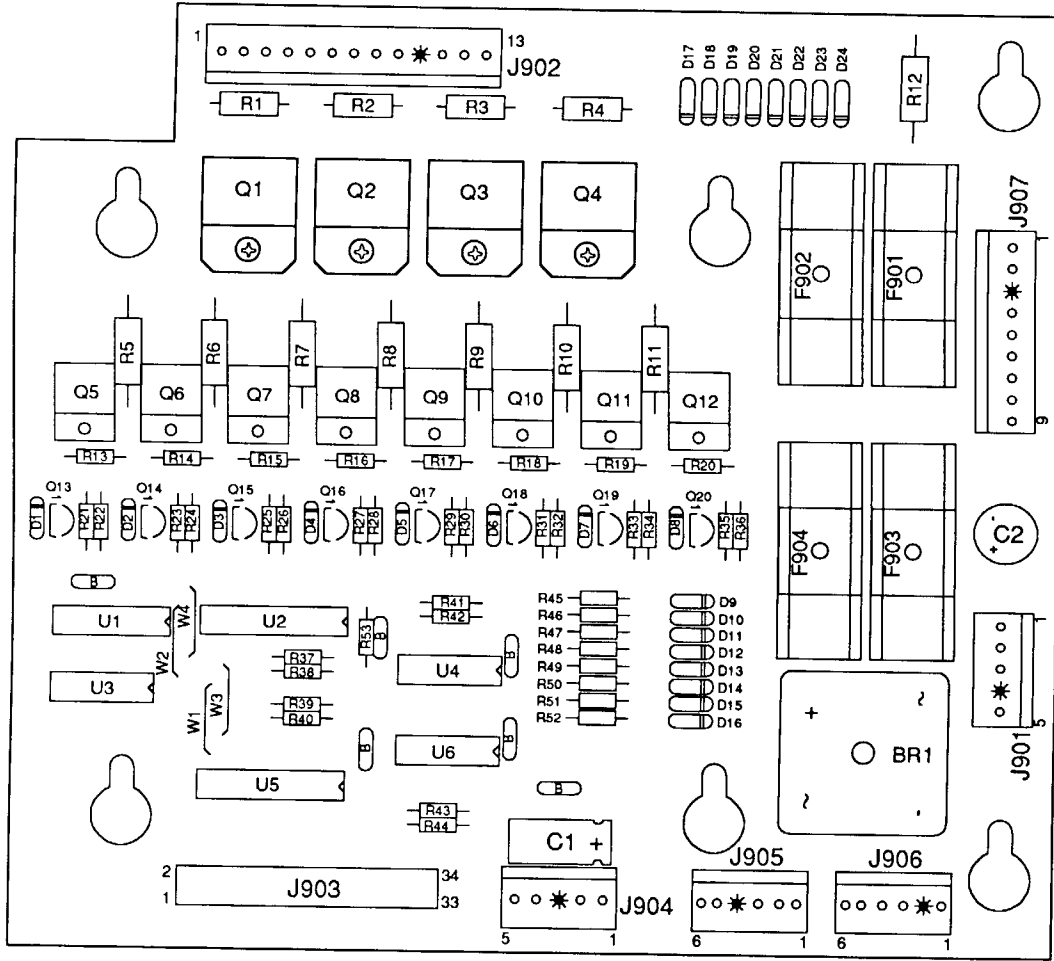 1
13
J902
R1 R2 R3 R4
D17 D18 D19 D20 D21 D22 D23 D24
R12
Q1 Q2 Q3 Q4
J907
1
9
F902 F901
R5 R6 R7 R8 R9 R10 R11
Q5 Q6 Q7 Q8 Q9 Q10 Q11 Q12
R13 R14 R15 R16 R17 R18 R19 R20
Q13 Q14 Q15 Q16 Q17 Q18 Q19 Q20
D1 R21 R22 D2 R23 R24 D3 R25 R26 D4 R27 R28 D5 R29 R30 D6 R31 R32 D7 R33 R34 D8 R35 R36
F904 F903
- C2 +
B
U1 W4 U2
W2
R53 B
R41
R42
R45
R46
R47
R48
R49
R50
R51
R52
D9
D10
D11
D12
D13
D14
D15
D16
R37
R38
U4 B
U3
W1 W3
R39
R40
B
U6 B
U5
1
5
J901
+ ~
BR1
~ -
B
R43
R44
C1 +
2
1
J903
34
33
J904
5 1
J905
6 1
J906
6 1